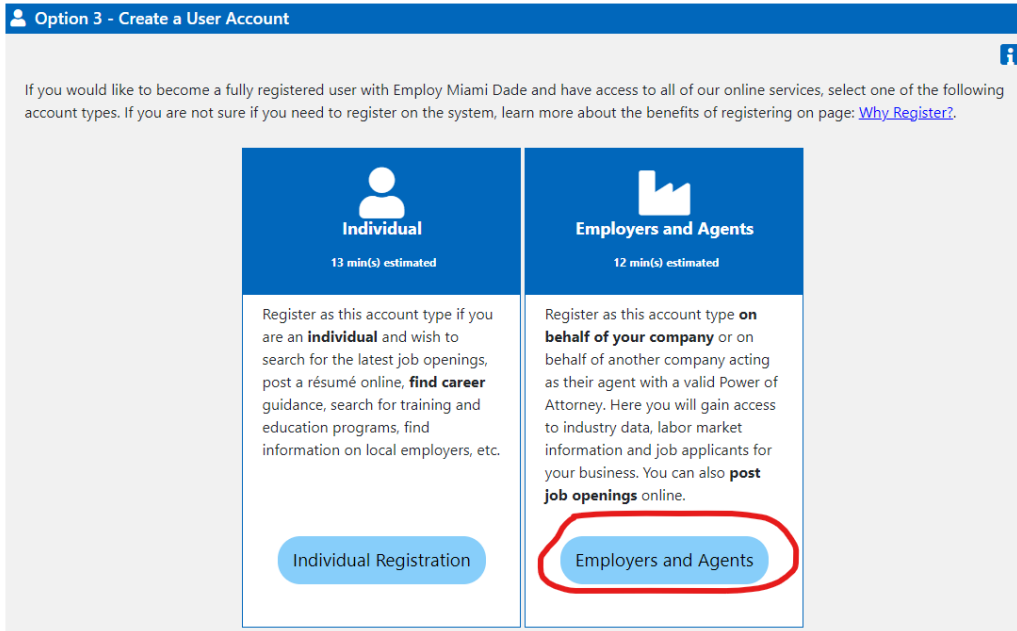 Option 3 - Create a User Account
If you would like to become a fully registered user with Employ Miami Dade and have access to all of our online services, select one of the following
account types. If you are not sure if you need to register on the system, learn more about the benefits of registering on page: Why Register?.
Individual
13 min(s) estimated
Register as this account type if you
are an individual and wish to
search for the latest job openings,
post a résumé online, find career
guidance, search for training and
education programs, find
information on local employers, etc.
Individual Registration
Employers and Agents
12 min(s) estimated
Register as this account type on
behalf of your company or on
behalf of another company acting
as their agent with a valid Power of
Attorney. Here you will gain access
to industry data, labor market
information and job applicants for
your business. You can also post
job openings online.
Employers and Agents